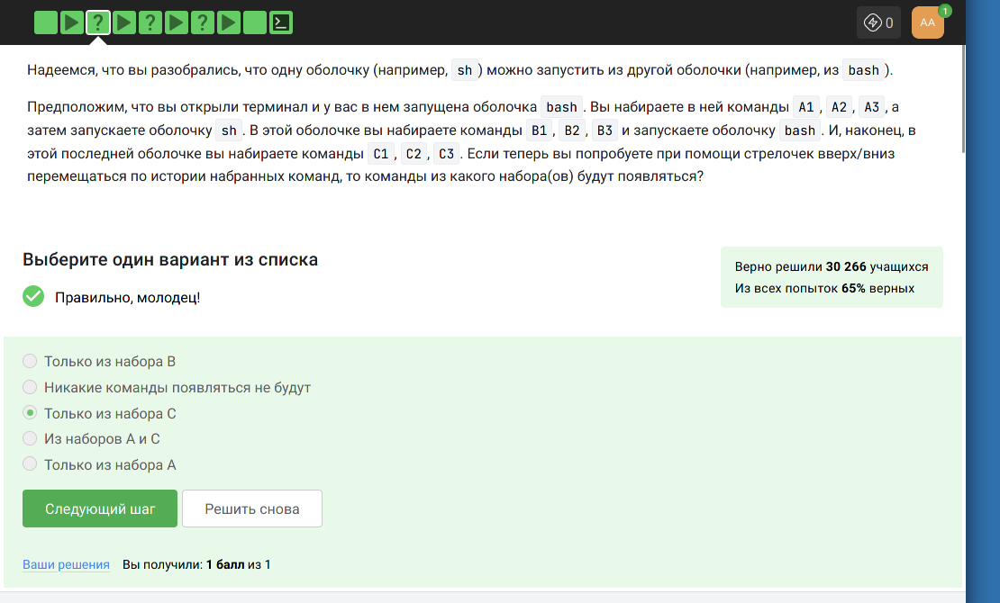 ? ? ?
0
AA
1
Надеемся, что вы разобрались, что одну оболочку (например, sh ) можно запустить из другой оболочки (например, из bash ).
Предположим, что вы открыли терминал и у вас в нем запущена оболочка bash . Вы набираете в ней команды A1 , A2 , A3 , а
затем запускаете оболочку sh . В этой оболочке вы набираете команды B1 , B2 , B3 и запускаете оболочку bash . И, наконец, в
этой последней оболочке вы набираете команды C1 , C2 , C3 . Если теперь вы попробуете при помощи стрелочек вверх/вниз
перемещаться по истории набранных команд, то команды из какого набора(ов) будут появляться?
Выберите один вариант из списка
Правильно, молодец!
Верно решили 30 266 учащихся
Из всех попыток 65% верных
Только из набора B
Никакие команды появляться не будут
Только из набора C
Из наборов A и C
Только из набора A
Следующий шаг
Решить снова
Ваши решения Вы получили: 1 балл из 1